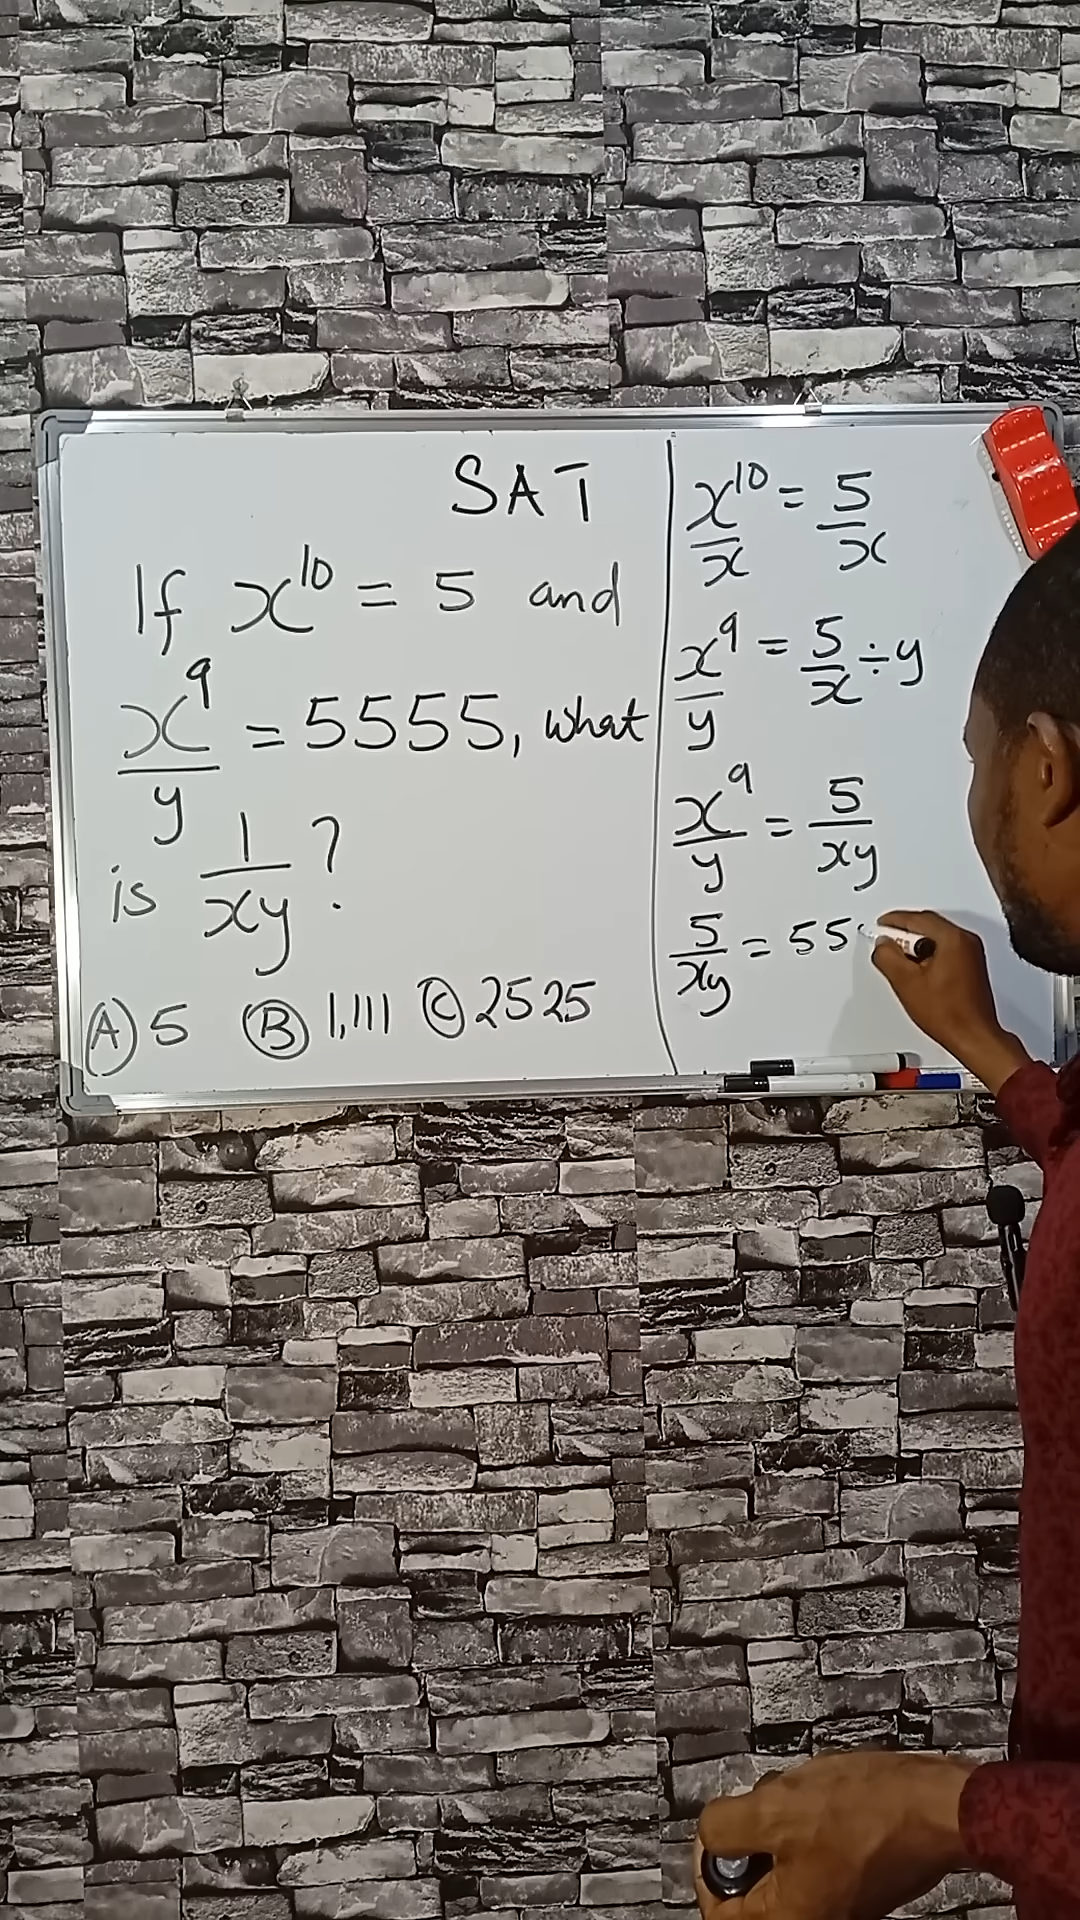 SAT
If x¹⁰ = 5 and
x⁹/y = 5555, what
is 1/xy ?
(A) 5 (B) 1,111 (C) 2525
x¹⁰/x = 5/x
x⁹/y = 5/x ÷ y
x⁹/y = 5/xy
5/xy = 555